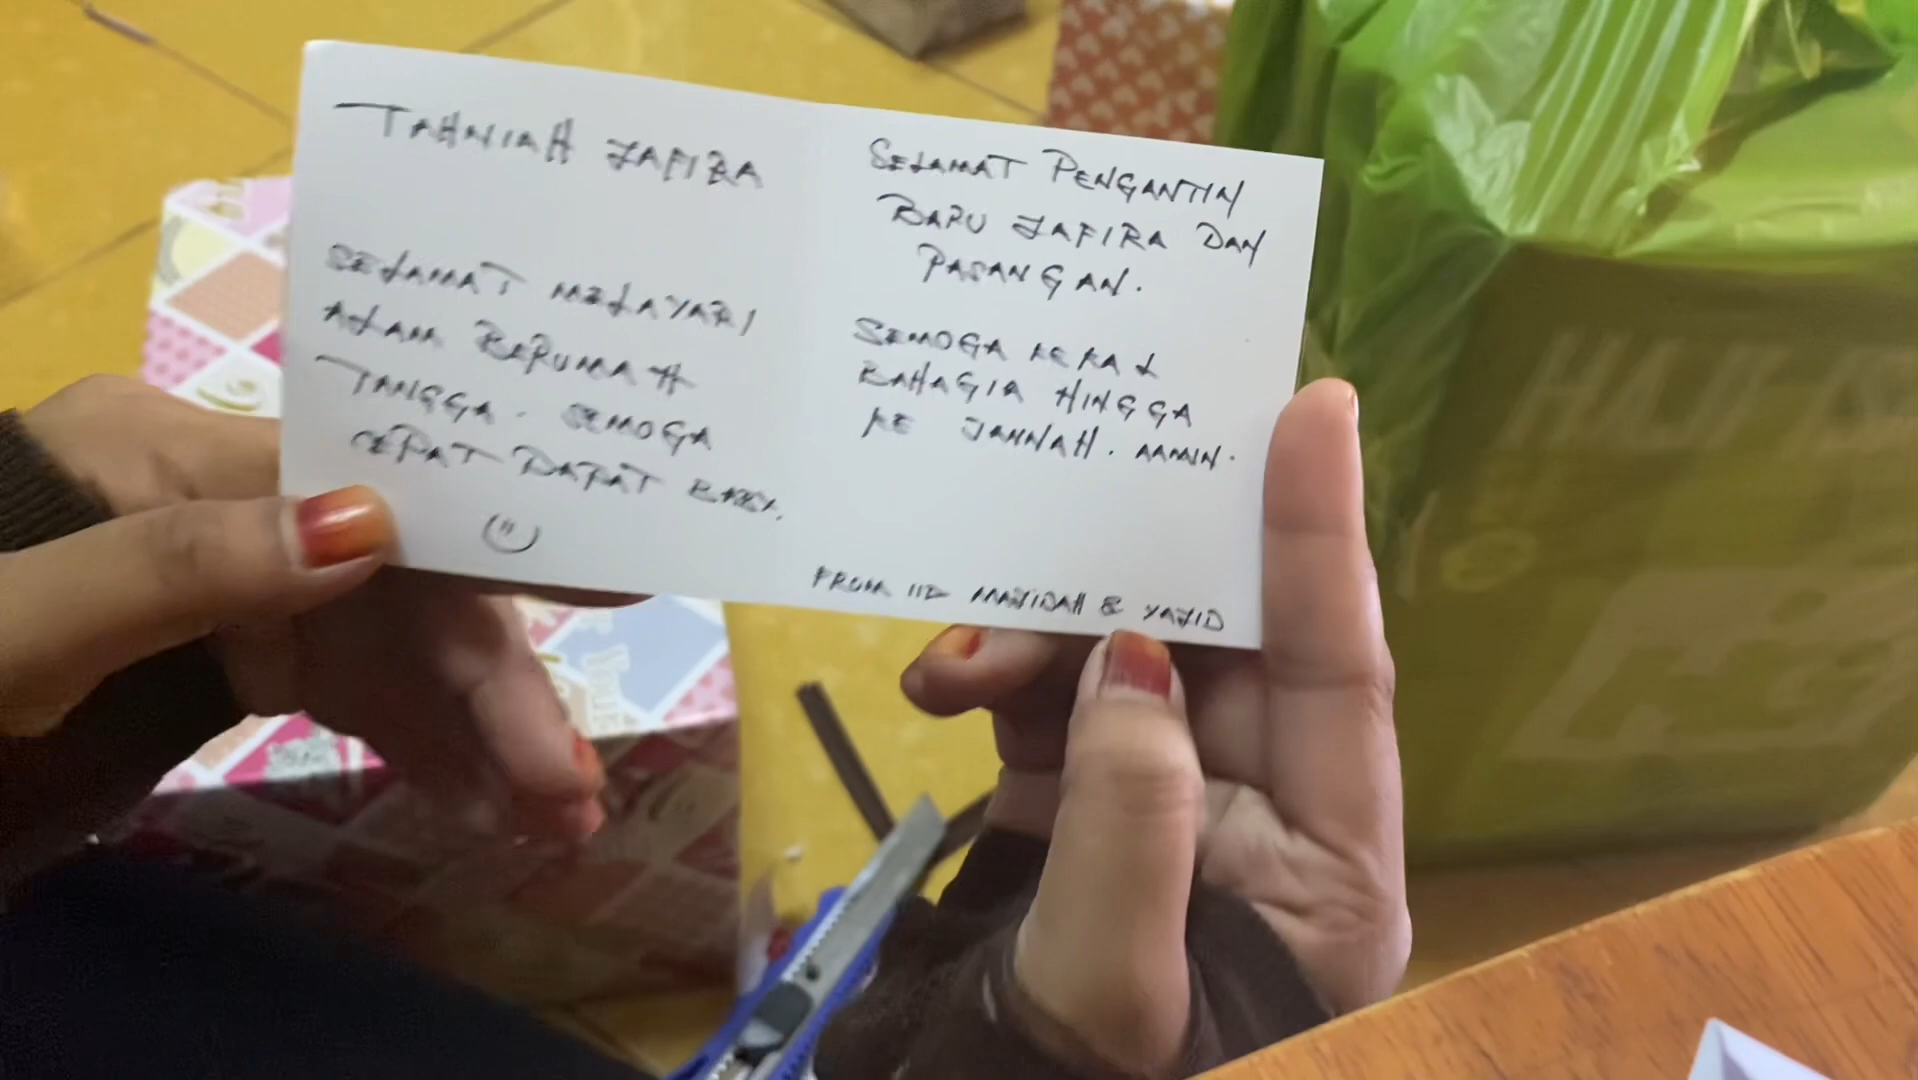 TAHNIAH ZAFIRA
SELAMAT MELAYARI
ALAM BERUMAH
TANGGA. SEMOGA
CEPAT DAPAT BABY.
SELAMAT PENGANTIN
BARU ZAFIRA DAN
PASANGAN.
SEMOGA KEKAL
BAHAGIA HINGGA
KE JANNAH. AAMIN.
FROM MAZIDAH & YAZID